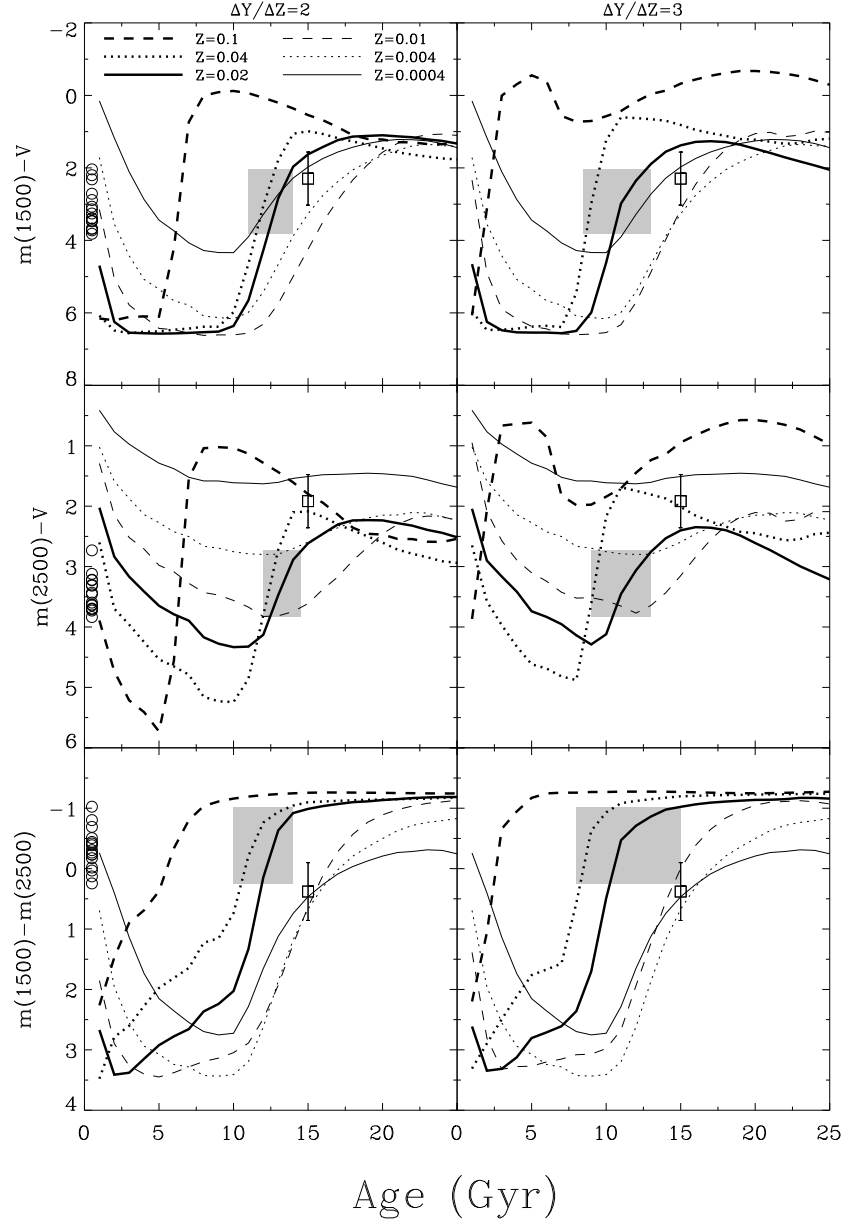 ΔY/ΔZ=2 ΔY/ΔZ=3
-2
Z=0.1 Z=0.01
Z=0.04 Z=0.004
Z=0.02 Z=0.0004
0
2
4
6
8
m(1500)-V
1
2
3
4
5
6
m(2500)-V
-1
0
1
2
3
4
m(1500)-m(2500)
0 5 10 15 20 0 5 10 15 20 25
Age (Gyr)